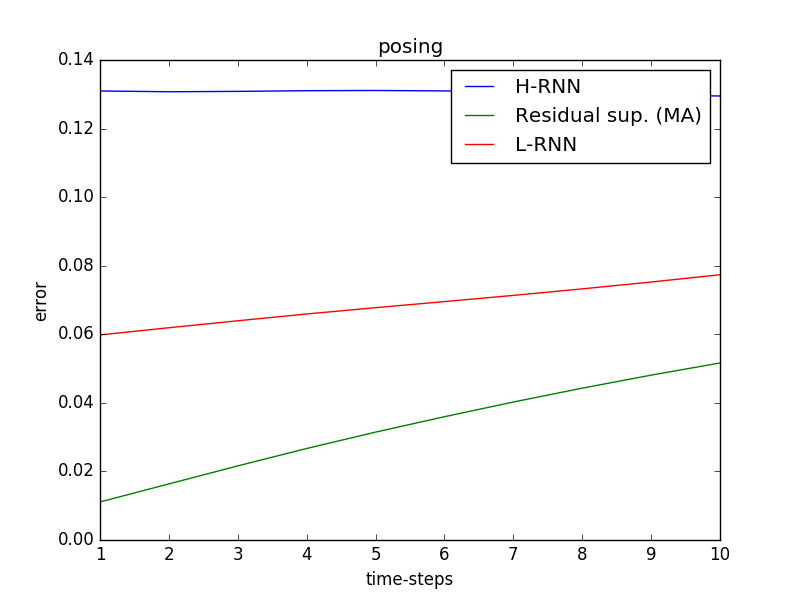 posing
0.14
0.12
0.10
0.08
0.06
0.04
0.02
0.00
error
H-RNN
Residual sup. (MA)
L-RNN
1 2 3 4 5 6 7 8 9 10
time-steps